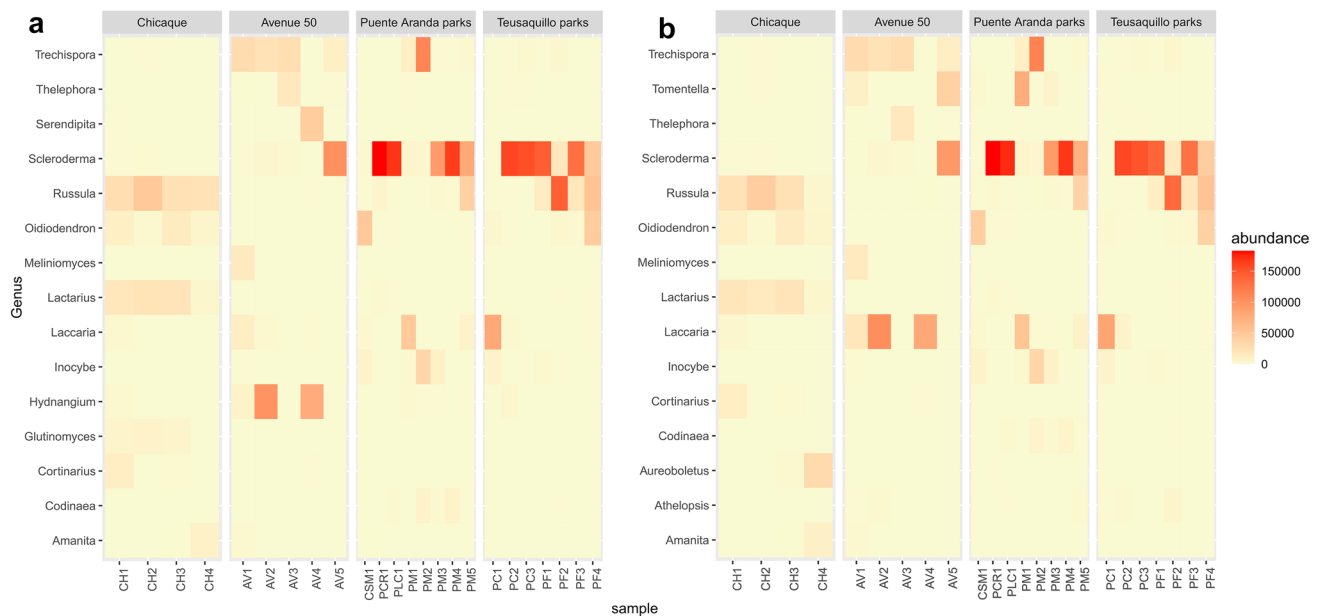 a
Chicaque
Avenue 50
Puente Aranda parks
Teusaquillo parks
Genus
Trechispora
Thelephora
Serendipita
Scleroderma
Russula
Oidiodendron
Meliniomyces
Lactarius
Laccaria
Inocybe
Hydnangium
Glutinomyces
Cortinarius
Codinaea
Amanita
CH1
CH2
CH3
CH4
AV1
AV2
AV3
AV4
AV5
CSM1
PCR1
PLC1
PM1
PM2
PM3
PM4
PM5
PC1
PC2
PC3
PF1
PF2
PF3
PF4
b
Chicaque
Avenue 50
Puente Aranda parks
Teusaquillo parks
Trechispora
Tomentella
Thelephora
Scleroderma
Russula
Oidiodendron
Meliniomyces
Lactarius
Laccaria
Inocybe
Cortinarius
Codinaea
Aureoboletus
Athelopsis
Amanita
CH1
CH2
CH3
CH4
AV1
AV2
AV3
AV4
AV5
CSM1
PCR1
PLC1
PM1
PM2
PM3
PM4
PM5
PC1
PC2
PC3
PF1
PF2
PF3
PF4
sample
abundance
150000
100000
50000
0